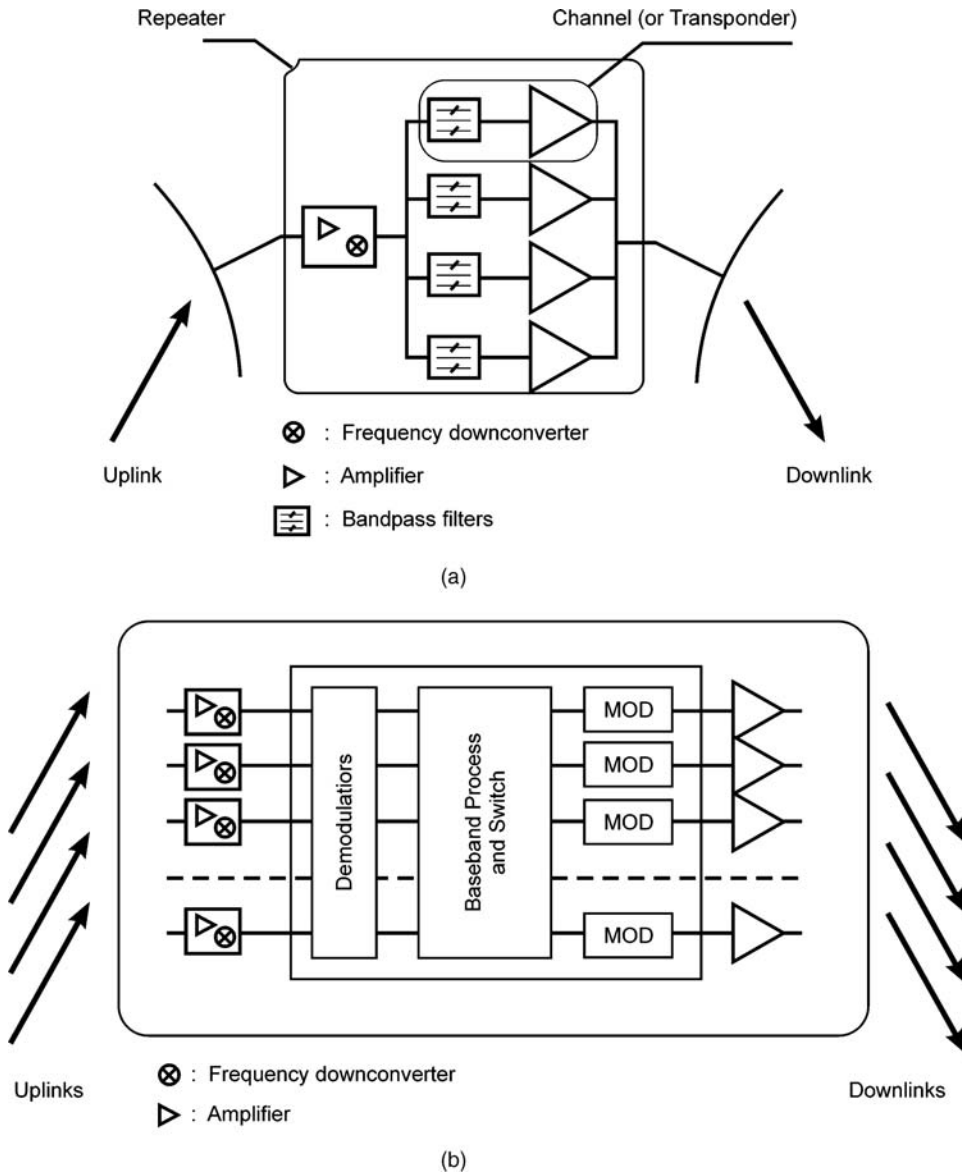 Repeater
Channel (or Transponder)
Uplink
Downlink
: Frequency downconverter
: Amplifier
: Bandpass filters
(a)
Demodulatiors
Baseband Process
and Switch
MOD
MOD
MOD
MOD
Uplinks
Downlinks
: Frequency downconverter
: Amplifier
(b)